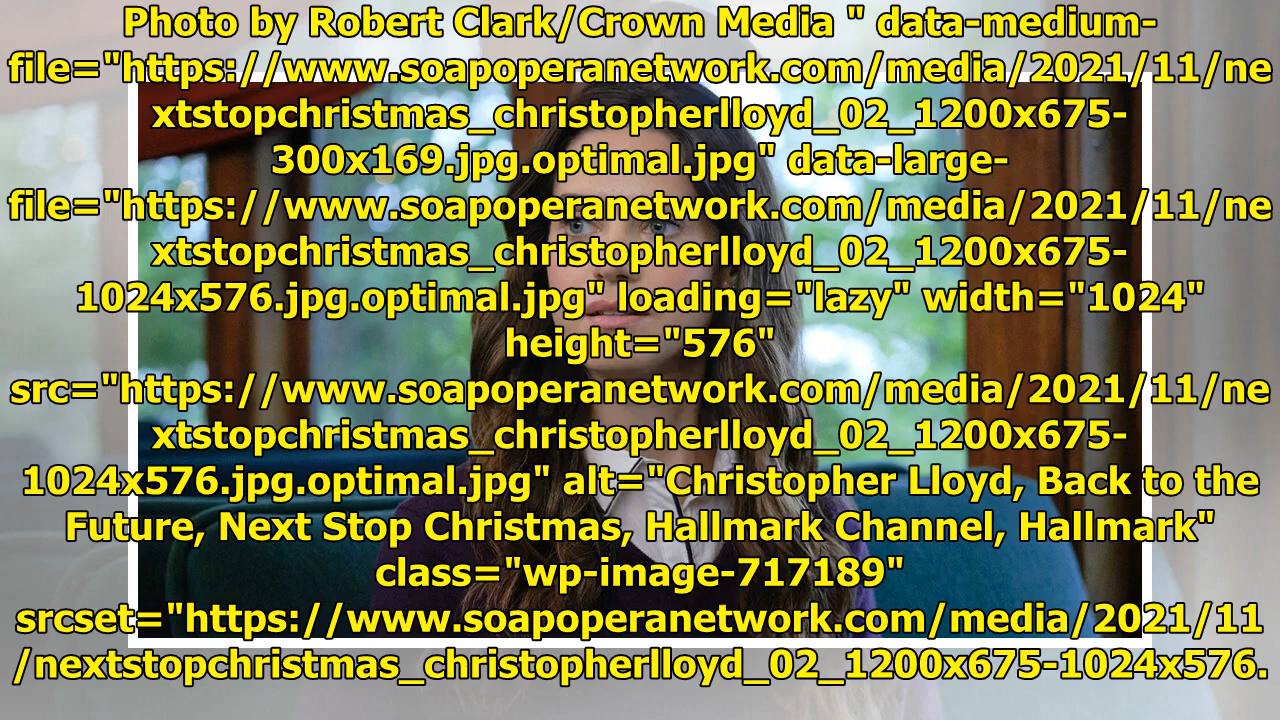 Photo by Robert Clark/Crown Media " data-medium-
file="https://www.soapoperanetwork.com/media/2021/11/ne
xtstopchristmas_christopherlloyd_02_1200x675-
300x169.jpg.optimal.jpg" data-large-
file="https://www.soapoperanetwork.com/media/2021/11/ne
xtstopchristmas_christopherlloyd_02_1200x675-
1024x576.jpg.optimal.jpg" loading="lazy" width="1024"
height="576"
src="https://www.soapoperanetwork.com/media/2021/11/ne
xtstopchristmas_christopherlloyd_02_1200x675-
1024x576.jpg.optimal.jpg" alt="Christopher Lloyd, Back to the
Future, Next Stop Christmas, Hallmark Channel, Hallmark"
class="wp-image-717189"
srcset="https://www.soapoperanetwork.com/media/2021/11
/nextstopchristmas_christopherlloyd_02_1200x675-1024x576.